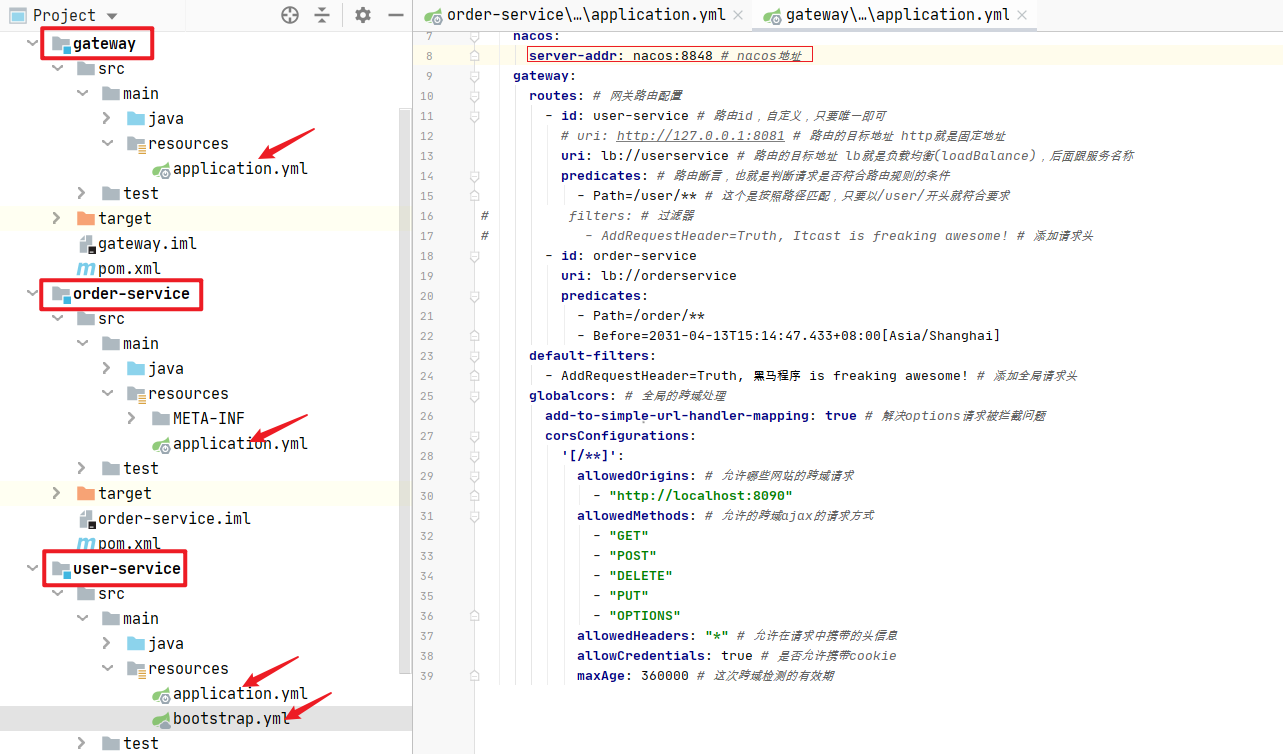 Project
gateway
src
main
java
resources
application.yml
test
target
gateway.iml
pom.xml
order-service
src
main
java
resources
META-INF
application.yml
test
target
order-service.iml
pom.xml
user-service
src
main
java
resources
application.yml
bootstrap.yml
test
order-service\...\application.yml
gateway\...\application.yml
7 nacos:
8 server-addr: nacos:8848 # nacos地址
9 gateway:
10 routes: # 网关路由配置
11 - id: user-service # 路由id，自定义，只要唯一即可
12 # uri: http://127.0.0.1:8081 # 路由的目标地址 http就是固定地址
13 uri: lb://userservice # 路由的目标地址 lb就是负载均衡(loadBalance)，后面跟服务名称
14 predicates: # 路由断言，也就是判断请求是否符合路由规则的条件
15 - Path=/user/** # 这个是按照路径匹配，只要以/user/开头就符合要求
16 # filters: # 过滤器
17 # - AddRequestHeader=Truth, Itcast is freaking awesome! # 添加请求头
18 - id: order-service
19 uri: lb://orderservice
20 predicates:
21 - Path=/order/**
22 - Before=2031-04-13T15:14:47.433+08:00[Asia/Shanghai]
23 default-filters:
24 - AddRequestHeader=Truth, 黑马程序 is freaking awesome! # 添加全局请求头
25 globalcors: # 全局的跨域处理
26 add-to-simple-url-handler-mapping: true # 解决options请求被拦截问题
27 corsConfigurations:
28 '[/**]':
29 allowedOrigins: # 允许哪些网站的跨域请求
30 - "http://localhost:8090"
31 allowedMethods: # 允许的跨域ajax的请求方式
32 - "GET"
33 - "POST"
34 - "DELETE"
35 - "PUT"
36 - "OPTIONS"
37 allowedHeaders: "*" # 允许在请求中携带的头信息
38 allowCredentials: true # 是否允许携带cookie
39 maxAge: 360000 # 这次跨域检测的有效期